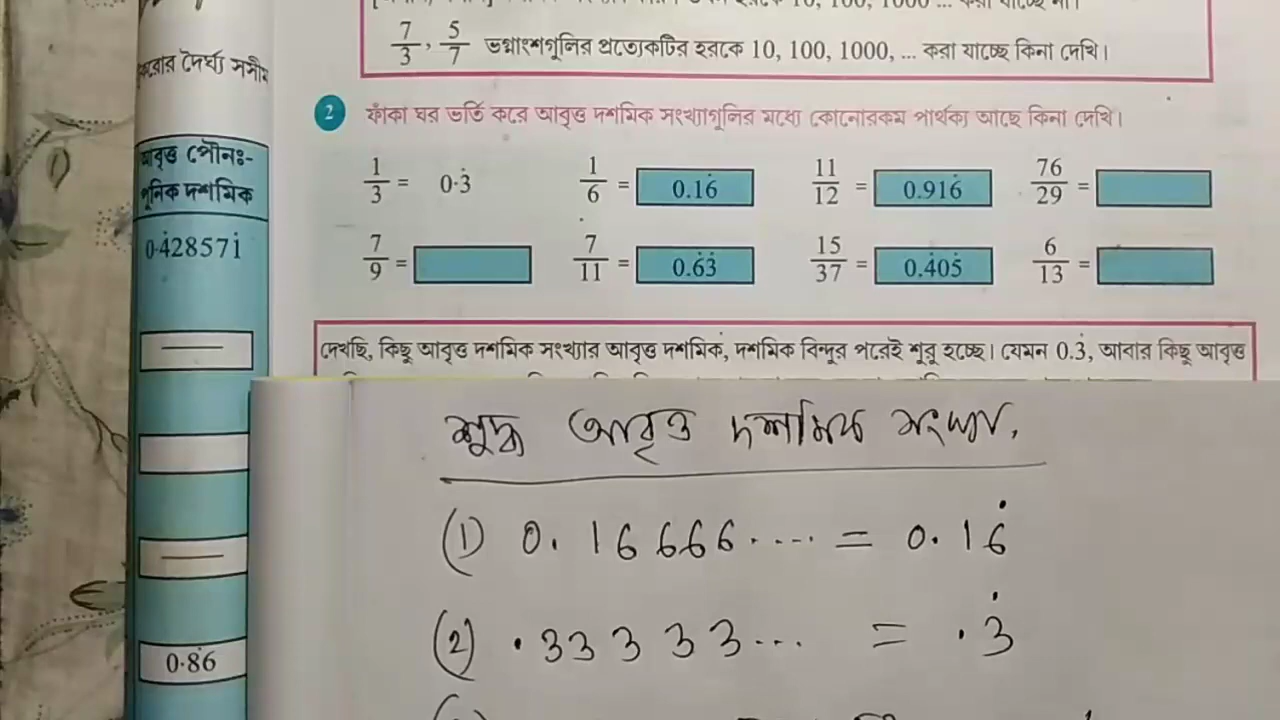 7/3, 5/7 ভগ্নাংশগুলির প্রত্যেকটির হরকে 10, 100, 1000, ... করা যাচ্ছে কিনা দেখি।
দৈর্ঘ্য সসীম
2 ফাঁকা ঘর ভর্তি করে আবৃত্ত দশমিক সংখ্যাগুলির মধ্যে কোনোরকম পার্থক্য আছে কিনা দেখি।
আবৃত্ত পৌনঃ-
পুনিক দশমিক
0·4̇28571̇
1/3 = 0·3̇ 1/6 = 0.16̇ 11/12 = 0.916̇ 76/29 =
7/9 = 7/11 = 0.6̇3̇ 15/37 = 0.4̇05̇ 6/13 =
দেখছি, কিছু আবৃত্ত দশমিক সংখ্যার আবৃত্ত দশমিক, দশমিক বিন্দুর পরেই শুরু হচ্ছে। যেমন 0.3̇, আবার কিছু আবৃত্ত
শুদ্ধ আবৃত্ত দশমিক সংখ্যা,
(1) 0.16666.... = 0.16̇
(2) .33333... = .3̇
0·86̇